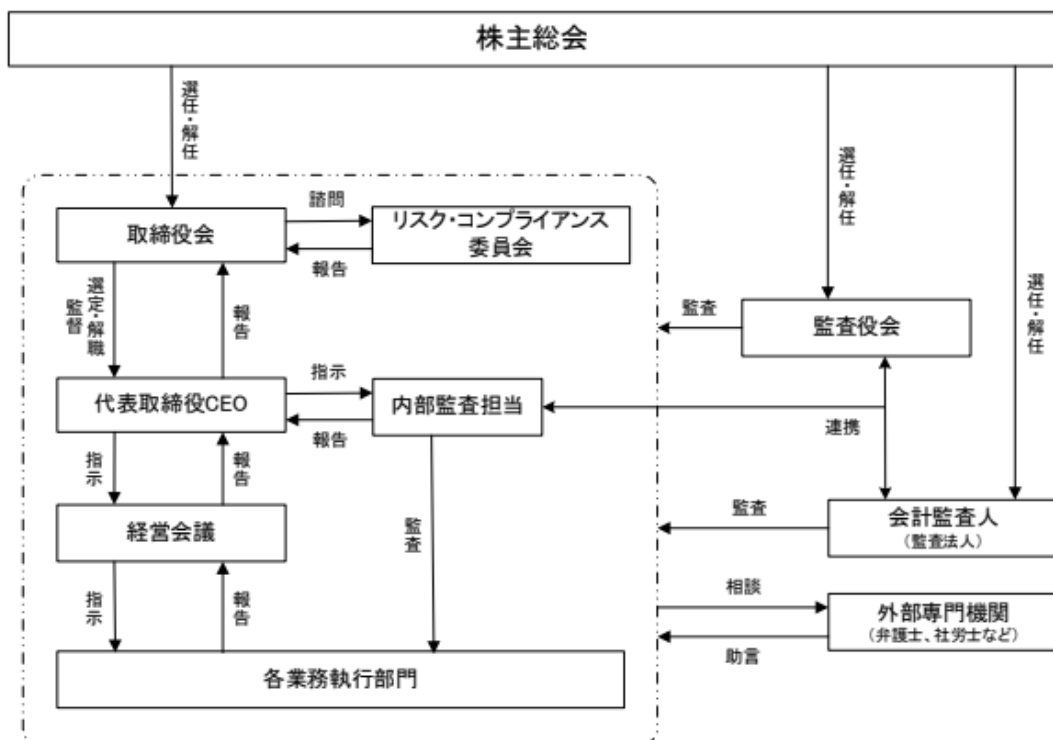 株主総会
選任・解任
選任・解任
選任・解任
取締役会
諮問
報告
リスク・コンプライアンス
委員会
選定・解職
監督
報告
監査
監査役会
代表取締役CEO
指示
報告
内部監査担当
連携
指示
報告
監査
経営会議
監査
会計監査人
（監査法人）
指示
報告
相談
助言
外部専門機関
（弁護士、社労士など）
各業務執行部門